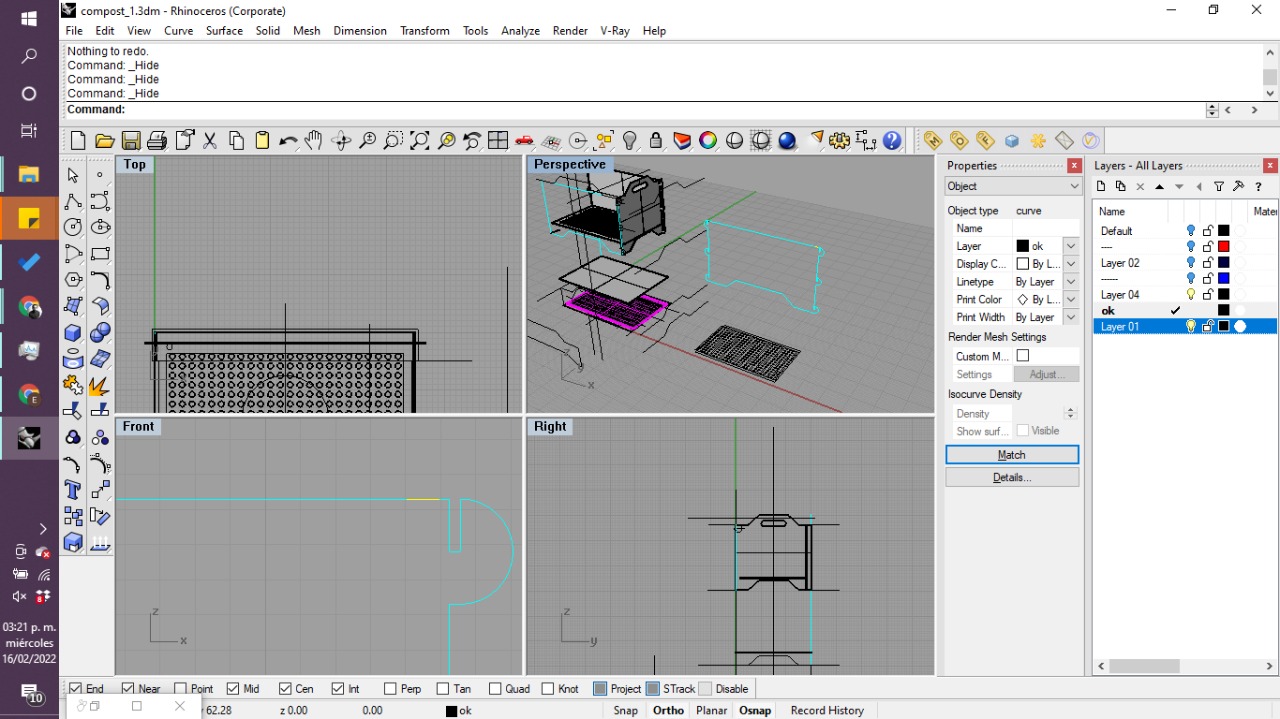 compost_1.3dm - Rhinoceros (Corporate)
File Edit View Curve Surface Solid Mesh Dimension Transform Tools Analyze Render V-Ray Help
Nothing to redo.
Command: _Hide
Command: _Hide
Command: _Hide
Command:
Top
Perspective
Front
Right
z
x
y
z
x
z
y
Properties
Object
Object type curve
Name
Layer ok
Display C... By L...
Linetype By Layer
Print Color By L...
Print Width By Layer
Render Mesh Settings
Custom M...
Settings Adjust...
Isocurve Density
Density
Show surf... Visible
Match
Details...
Layers - All Layers
Name Mater
Default
----
Layer 02
------
Layer 04
ok
Layer 01
03:21 p. m.
miércoles
16/02/2022
10
End Near Point Mid Cen Int Perp Tan Quad Knot Project STrack Disable
62.28 z 0.00 0.00 ok Snap Ortho Planar Osnap Record History